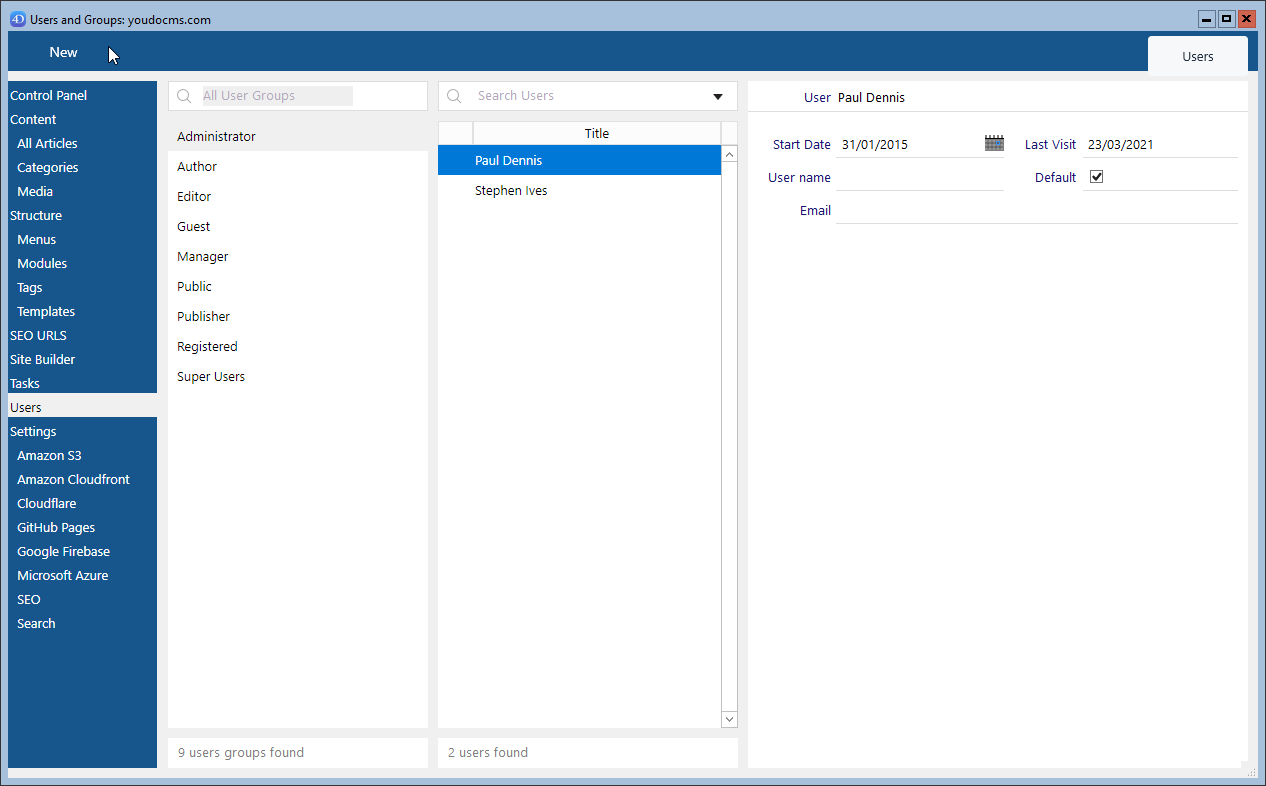 Users and Groups: youdocms.com
New
Users
Control Panel
Content
All Articles
Categories
Media
Structure
Menus
Modules
Tags
Templates
SEO URLS
Site Builder
Tasks
Users
Settings
Amazon S3
Amazon Cloudfront
Cloudflare
GitHub Pages
Google Firebase
Microsoft Azure
SEO
Search
All User Groups
Administrator
Author
Editor
Guest
Manager
Public
Publisher
Registered
Super Users
9 users groups found
Search Users
Title
Paul Dennis
Stephen Ives
2 users found
User Paul Dennis
Start Date 31/01/2015 Last Visit 23/03/2021
User name Default
Email